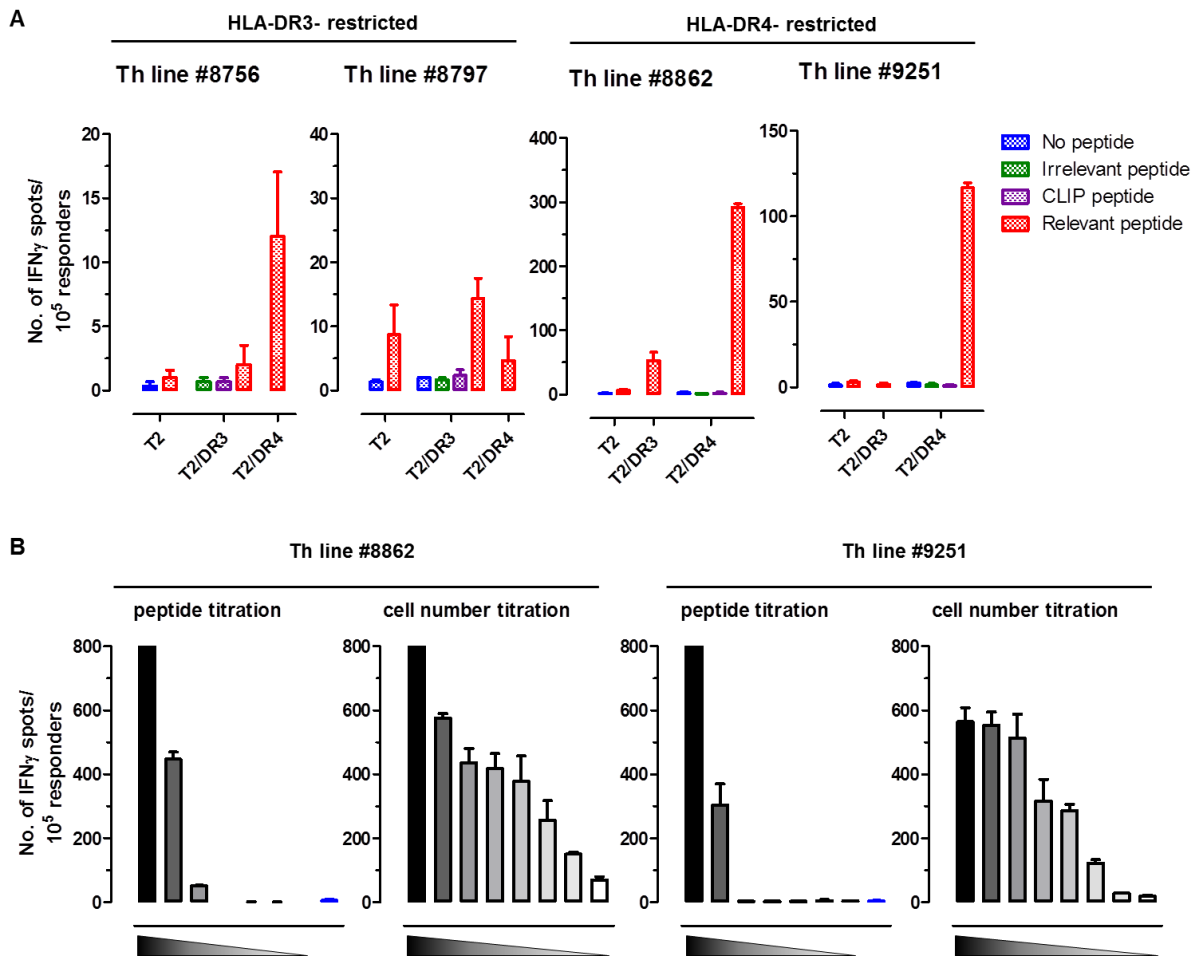 A
HLA-DR3- restricted
HLA-DR4- restricted
Th line #8756
Th line #8797
Th line #8862
Th line #9251
No. of IFNγ spots/
10⁵ responders
20
15
10
5
0
T2
T2/DR3
T2/DR4
40
30
20
10
0
T2
T2/DR3
T2/DR4
400
300
200
100
0
T2
T2/DR3
T2/DR4
150
100
50
0
T2
T2/DR3
T2/DR4
No peptide
Irrelevant peptide
CLIP peptide
Relevant peptide
B
Th line #8862
Th line #9251
peptide titration
cell number titration
peptide titration
cell number titration
No. of IFNγ spots/
10⁵ responders
800
600
400
200
0
800
600
400
200
0
800
600
400
200
0
800
600
400
200
0